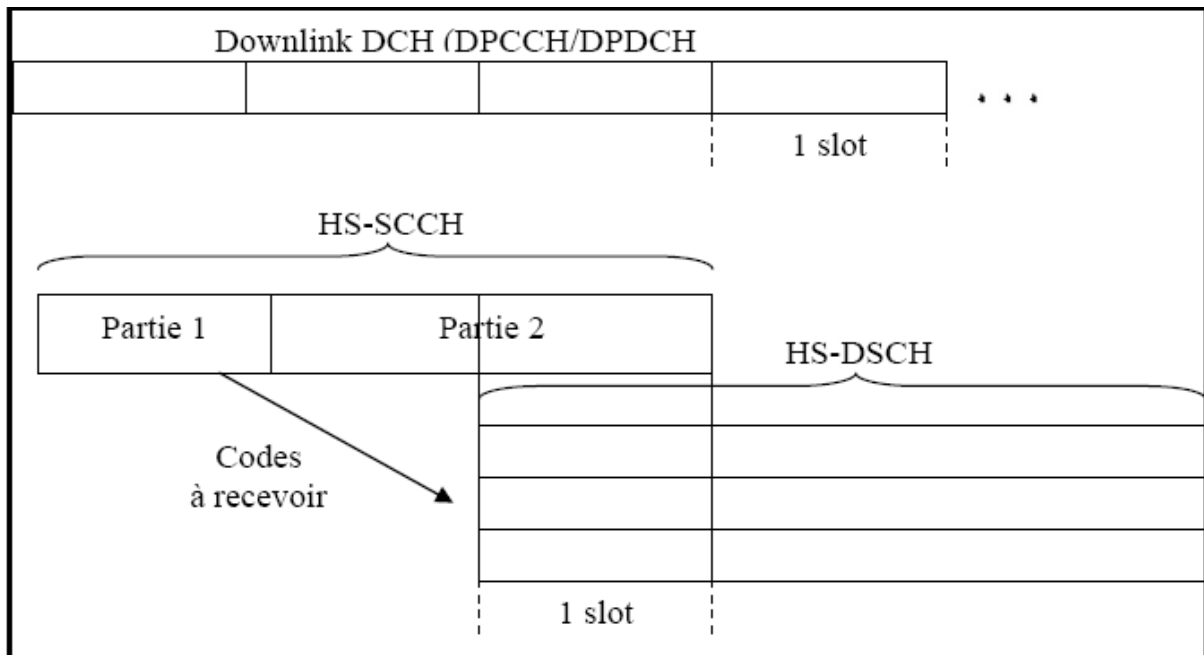 Downlink DCH (DPCCH/DPDCH
1 slot
HS-SCCH
Partie 1
Partie 2
HS-DSCH
Codes
à recevoir
1 slot